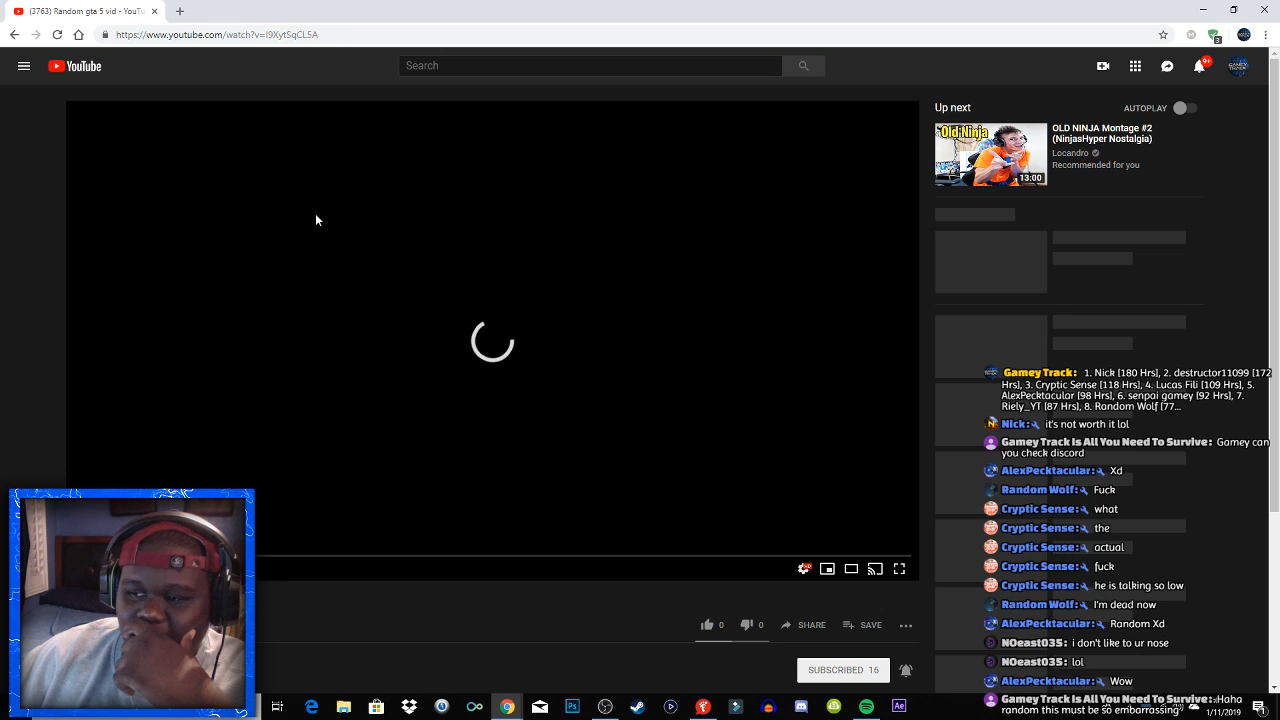 (3763) Random gta 5 vid - YouTu
https://www.youtube.com/watch?v=I9XytSqCL5A
3
YouTube
Search
9+
Up next
AUTOPLAY
Old Ninja
13:00
OLD NINJA Montage #2
(NinjasHyper Nostalgia)
Locandro
Recommended for you
Gamey Track: 1. Nick [180 Hrs], 2. destructor11099 [172
Hrs], 3. Cryptic Sense [118 Hrs], 4. Lucas Fili [109 Hrs], 5.
AlexPecktacular [98 Hrs], 6. senpai gamey [92 Hrs], 7.
Riely_YT [87 Hrs], 8. Random Wolf [77...
Nick: it's not worth it lol
Gamey Track Is All You Need To Survive: Gamey can
you check discord
AlexPecktacular: Xd
Random Wolf: Fuck
Cryptic Sense: what
Cryptic Sense: the
Cryptic Sense: actual
Cryptic Sense: fuck
Cryptic Sense: he is talking so low
Random Wolf: I'm dead now
AlexPecktacular: Random Xd
NOeast035: i don't like to ur nose
NOeast035: lol
AlexPecktacular: Wow
Gamey Track Is All You Need To Survive: Haha
random this must be so embarrassing
0
0
SHARE
SAVE
SUBSCRIBED 16
1/11/2019